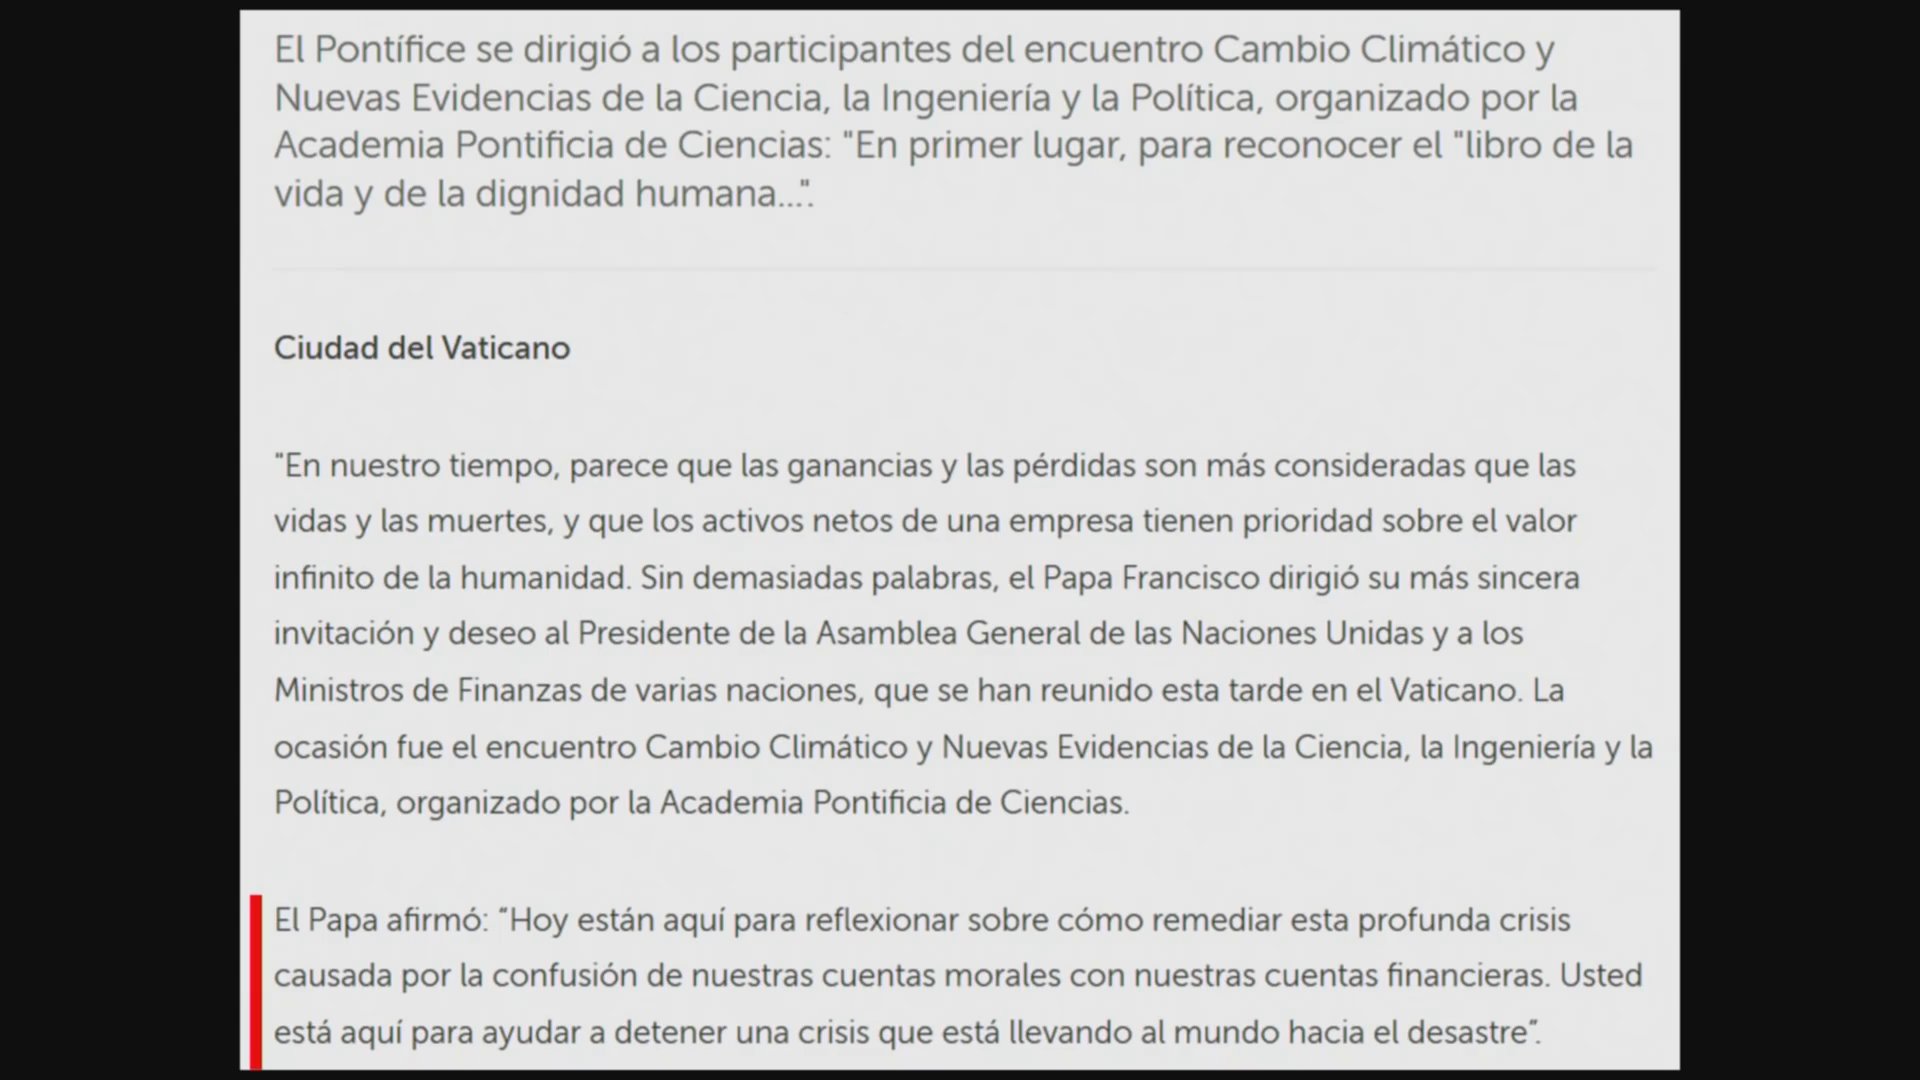 El Pontífice se dirigió a los participantes del encuentro Cambio Climático y
Nuevas Evidencias de la Ciencia, la Ingeniería y la Política, organizado por la
Academia Pontificia de Ciencias: "En primer lugar, para reconocer el "libro de la
vida y de la dignidad humana...".
Ciudad del Vaticano
"En nuestro tiempo, parece que las ganancias y las pérdidas son más consideradas que las
vidas y las muertes, y que los activos netos de una empresa tienen prioridad sobre el valor
infinito de la humanidad. Sin demasiadas palabras, el Papa Francisco dirigió su más sincera
invitación y deseo al Presidente de la Asamblea General de las Naciones Unidas y a los
Ministros de Finanzas de varias naciones, que se han reunido esta tarde en el Vaticano. La
ocasión fue el encuentro Cambio Climático y Nuevas Evidencias de la Ciencia, la Ingeniería y la
Política, organizado por la Academia Pontificia de Ciencias.
El Papa afirmó: “Hoy están aquí para reflexionar sobre cómo remediar esta profunda crisis
causada por la confusión de nuestras cuentas morales con nuestras cuentas financieras. Usted
está aquí para ayudar a detener una crisis que está llevando al mundo hacia el desastre”.